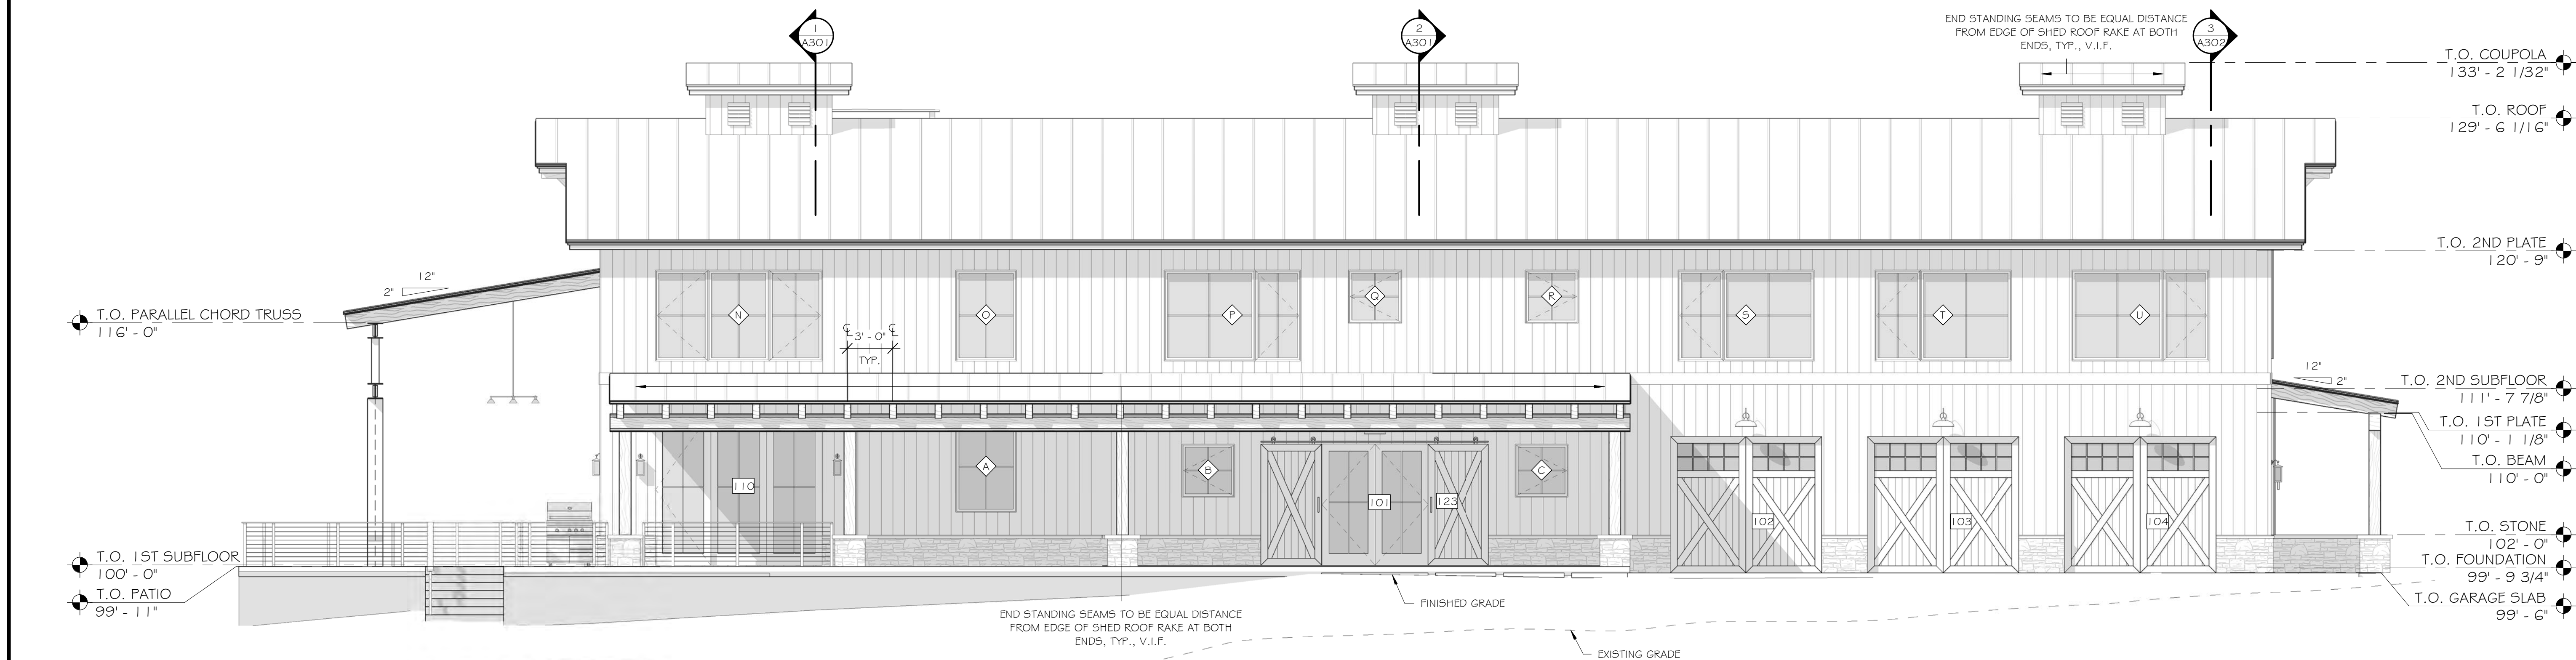 1
A301
2
A301
END STANDING SEAMS TO BE EQUAL DISTANCE
FROM EDGE OF SHED ROOF RAKE AT BOTH
ENDS, TYP., V.I.F.
3
A302
T.O. COUPOLA
133' - 2 1/32"
T.O. ROOF
129' - 6 1/16"
T.O. 2ND PLATE
120' - 9"
12"
2"
T.O. PARALLEL CHORD TRUSS
116' - 0"
N
O
P
Q
R
S
T
U
3' - 0"
TYP.
12"
2"
T.O. 2ND SUBFLOOR
111' - 7 7/8"
T.O. 1ST PLATE
110' - 1 1/8"
T.O. BEAM
110' - 0"
110
A
B
101
123
C
102
103
104
T.O. STONE
102' - 0"
T.O. FOUNDATION
99' - 9 3/4"
T.O. GARAGE SLAB
99' - 6"
T.O. 1ST SUBFLOOR
100' - 0"
T.O. PATIO
99' - 11"
FINISHED GRADE
END STANDING SEAMS TO BE EQUAL DISTANCE
FROM EDGE OF SHED ROOF RAKE AT BOTH
ENDS, TYP., V.I.F.
EXISTING GRADE